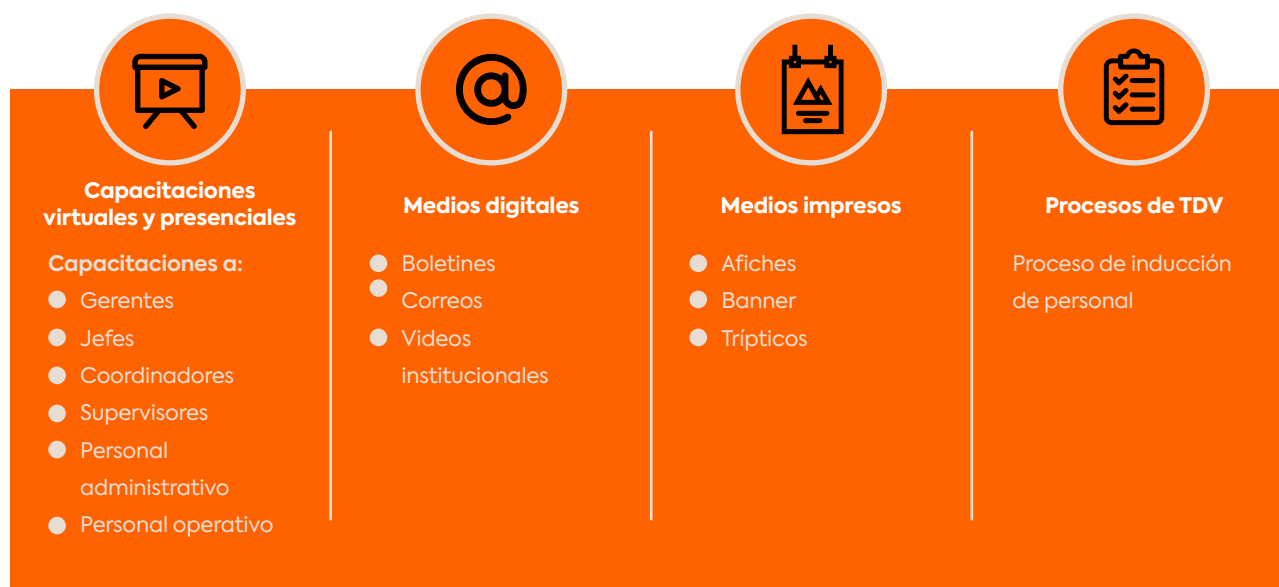 Capacitaciones
virtuales y presenciales
Capacitaciones a:
Gerentes
Jefes
Coordinadores
Supervisores
Personal
administrativo
Personal operativo
Medios digitales
Boletines
Correos
Videos
institucionales
Medios impresos
Afiches
Banner
Trípticos
Procesos de TDV
Proceso de inducción
de personal